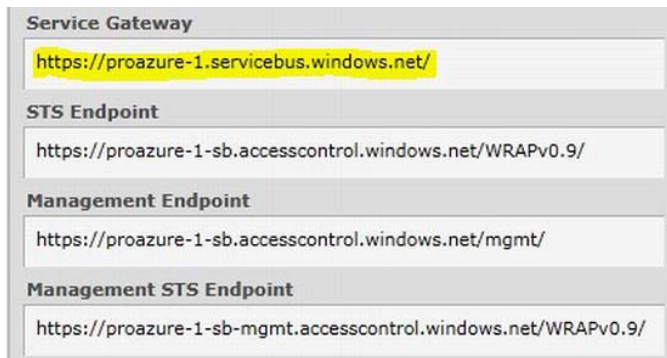 Service Gateway
https://proazure-1.servicebus.windows.net/
STS Endpoint
https://proazure-1-sb.accesscontrol.windows.net/WRAPv0.9/
Management Endpoint
https://proazure-1-sb.accesscontrol.windows.net/mgmt/
Management STS Endpoint
https://proazure-1-sb-mgmt.accesscontrol.windows.net/WRAPv0.9/